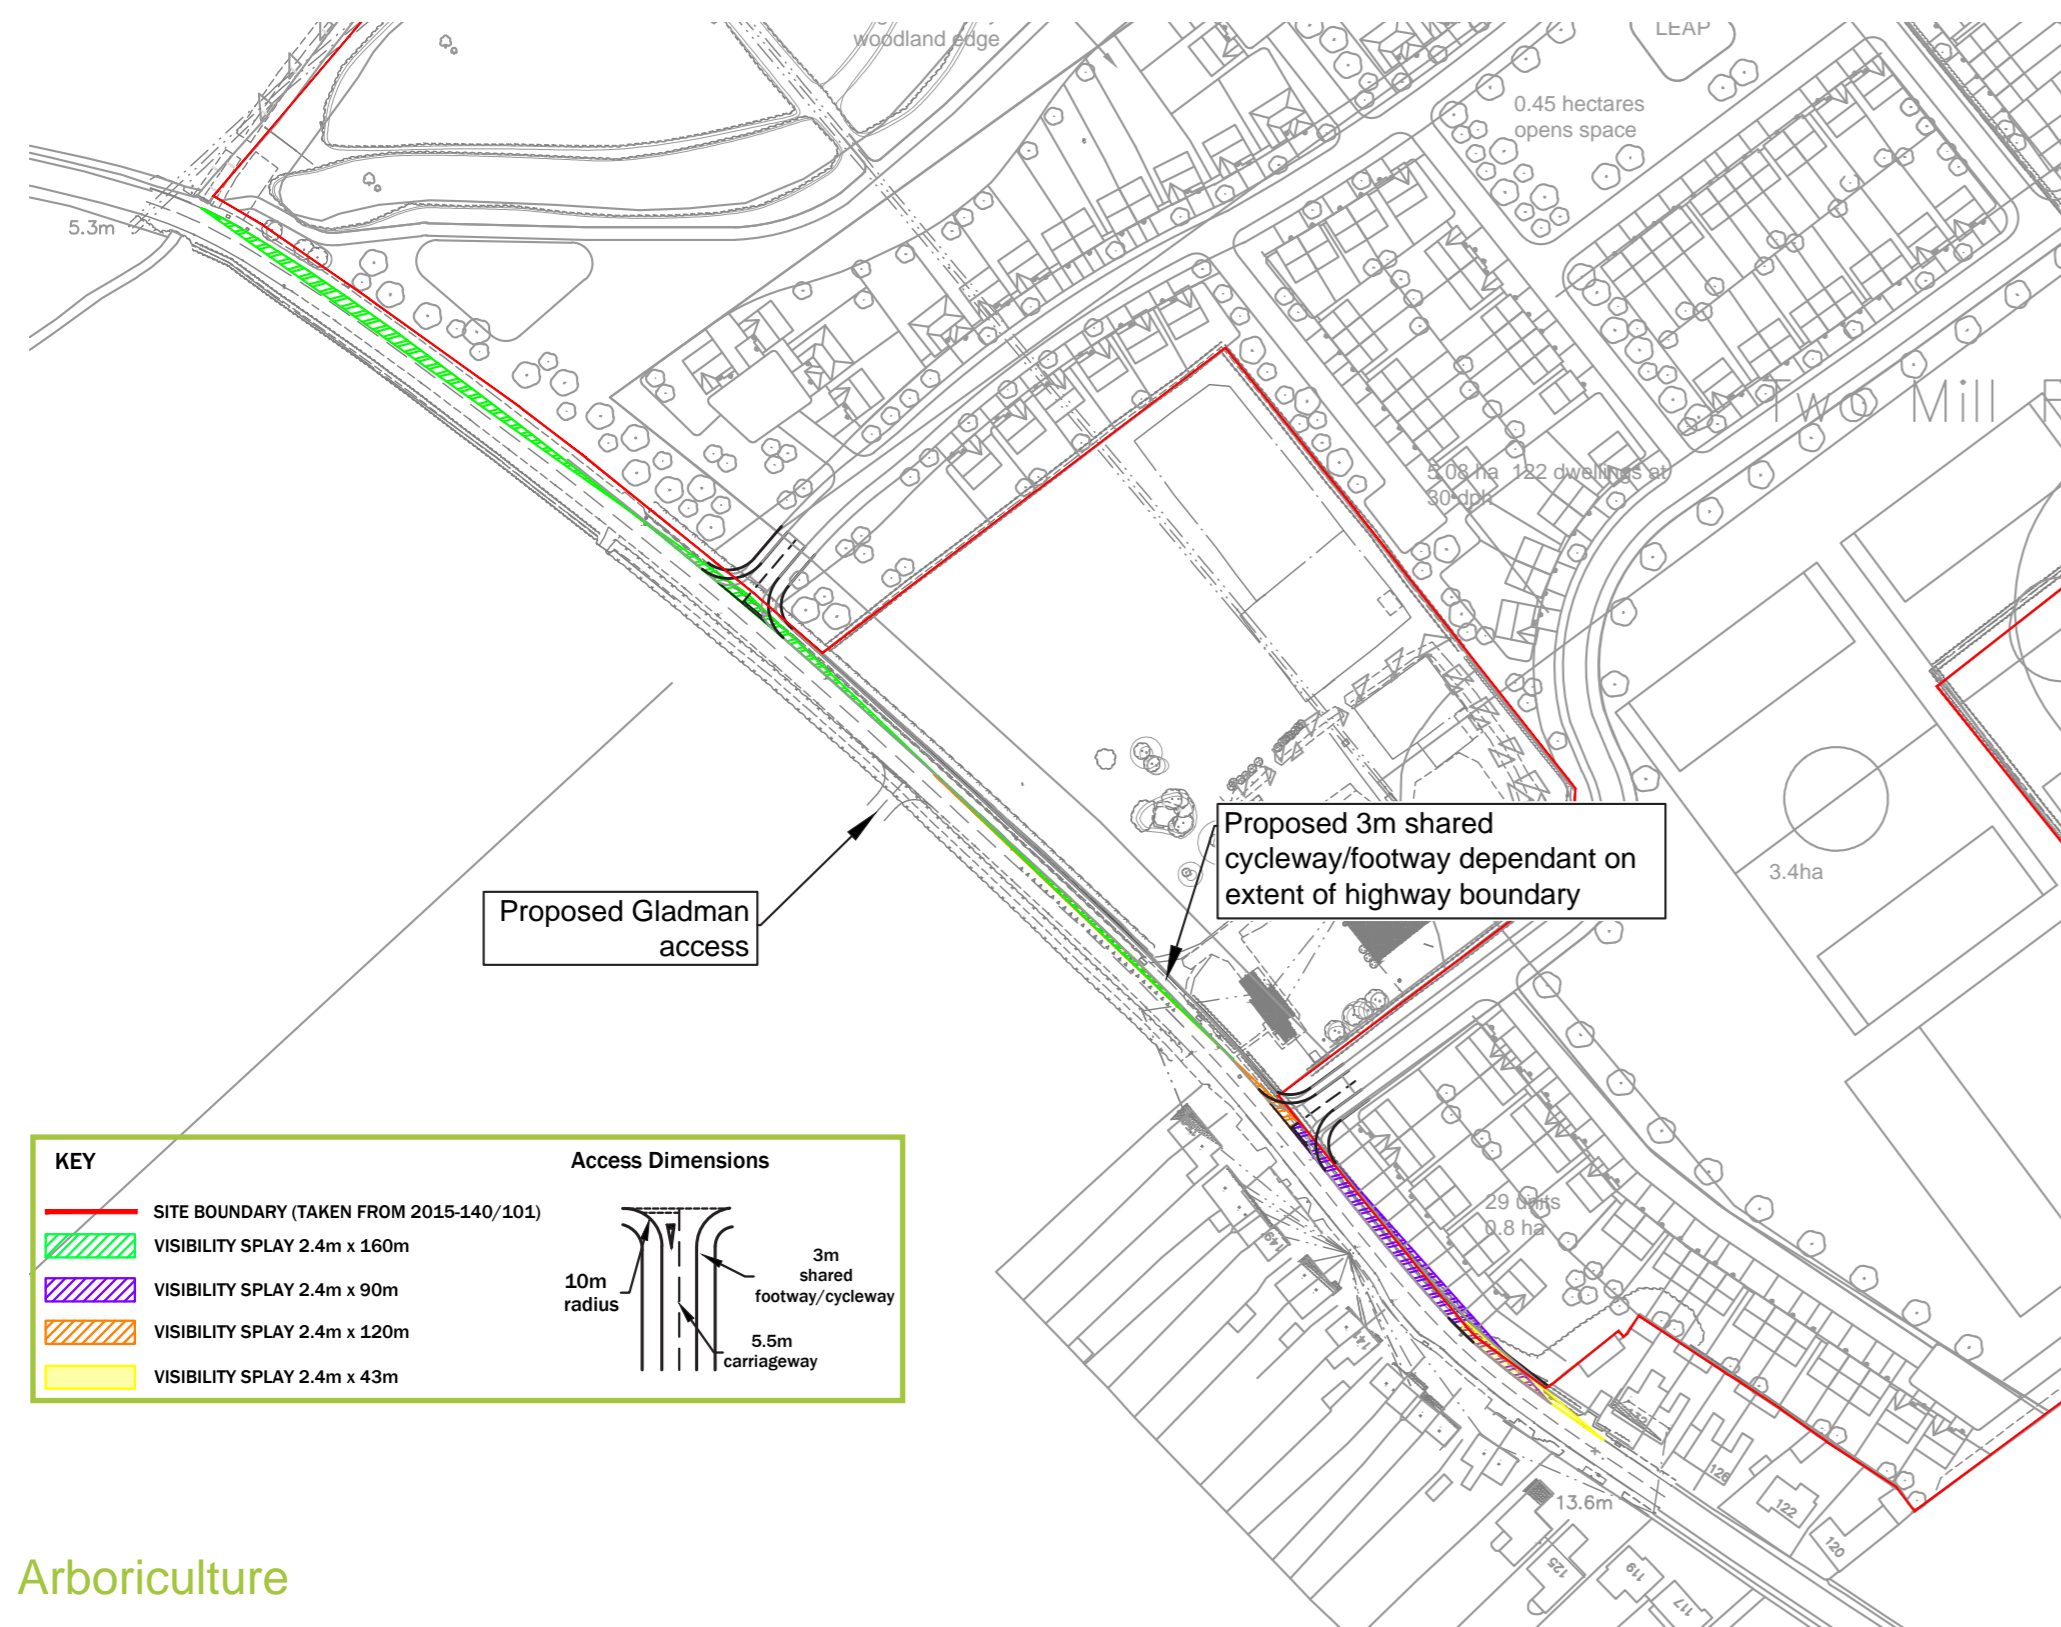 woodland edge
LEAP
0.45 hectares
opens space
5.3m
Two Mill R
5.08 ha 122 dwellings at
30 dph
Proposed 3m shared
cycleway/footway dependant on
extent of highway boundary
3.4ha
Proposed Gladman
access
KEY
Access Dimensions
SITE BOUNDARY (TAKEN FROM 2015-140/101)
VISIBILITY SPLAY 2.4m x 160m
VISIBILITY SPLAY 2.4m x 90m
VISIBILITY SPLAY 2.4m x 120m
VISIBILITY SPLAY 2.4m x 43m
10m
radius
3m
shared
footway/cycleway
5.5m
carriageway
29 units
0.8 ha
149
141
132
126
122
120
13.6m
125
119
117
Arboriculture